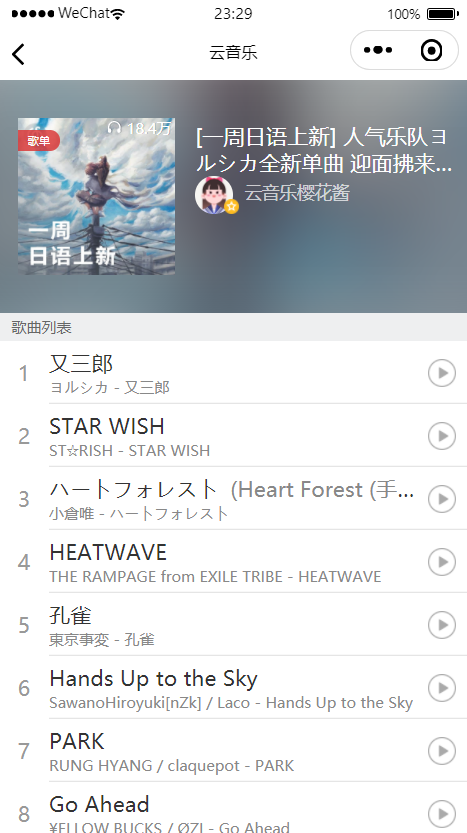 WeChat 23:29 100%
云音乐
歌单 18.4万
一周
日语上新
[一周日语上新] 人气乐队ヨ
ルシカ全新单曲 迎面拂来...
云音乐樱花酱
歌曲列表
1 又三郎
ヨルシカ - 又三郎
2 STAR WISH
ST☆RISH - STAR WISH
3 ハートフォレスト (Heart Forest (手...
小倉唯 - ハートフォレスト
4 HEATWAVE
THE RAMPAGE from EXILE TRIBE - HEATWAVE
5 孔雀
東京事変 - 孔雀
6 Hands Up to the Sky
SawanoHiroyuki[nZk] / Laco - Hands Up to the Sky
7 PARK
RUNG HYANG / claquepot - PARK
8 Go Ahead
¥ELLOW BUCKS / ØZI - Go Ahead